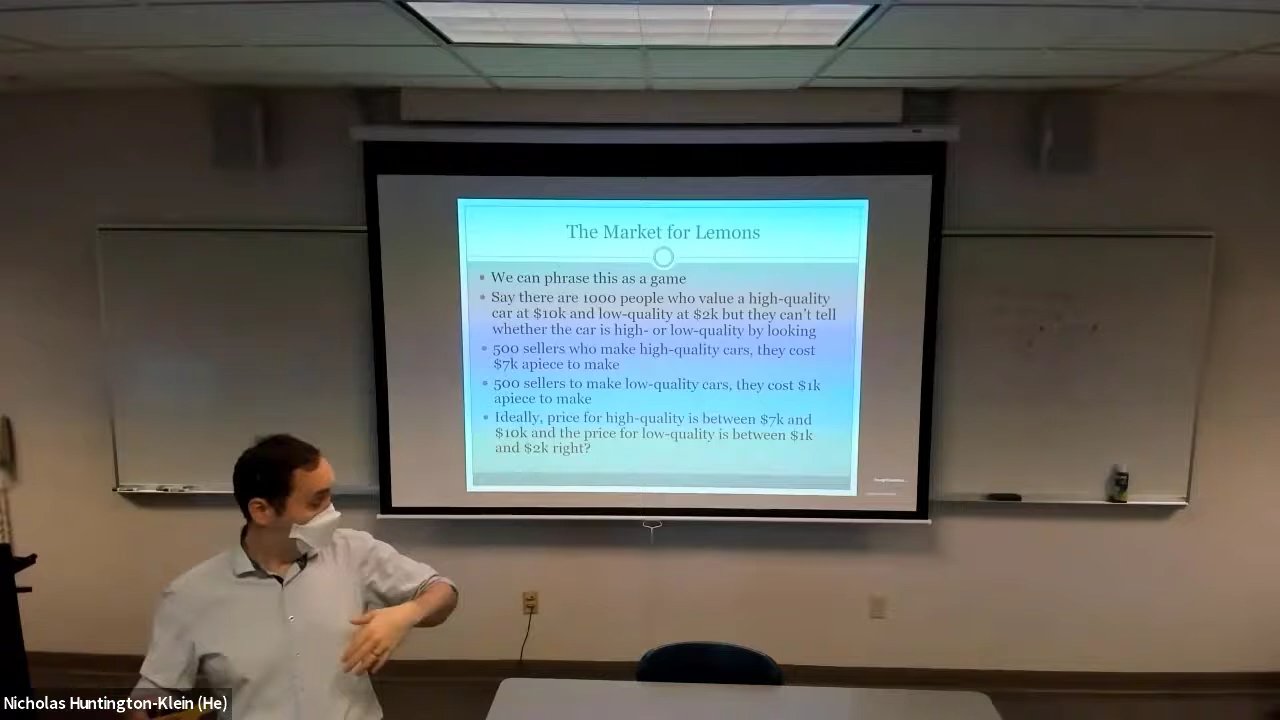 The Market for Lemons
• We can phrase this as a game
• Say there are 1000 people who value a high-quality
car at $10k and low-quality at $2k but they can't tell
whether the car is high- or low-quality by looking
• 500 sellers who make high-quality cars, they cost
$7k apiece to make
• 500 sellers to make low-quality cars, they cost $1k
apiece to make
• Ideally, price for high-quality is between $7k and
$10k and the price for low-quality is between $1k
and $2k right?
Nicholas Huntington-Klein (He)